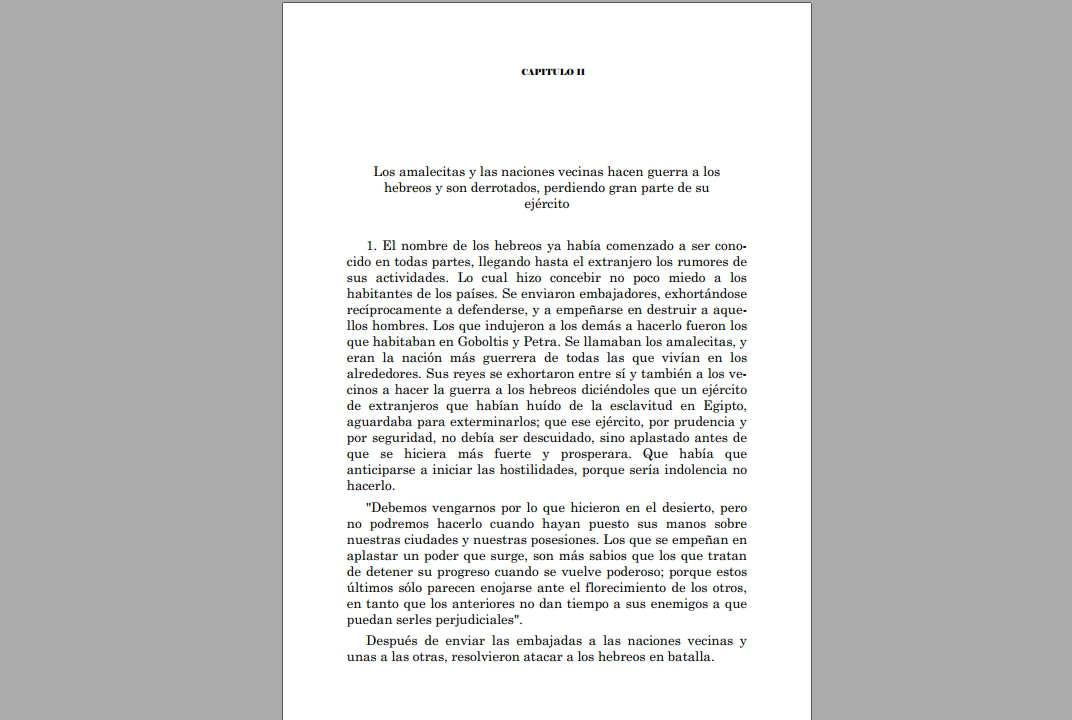 CAPITULO II
Los amalecitas y las naciones vecinas hacen guerra a los
hebreos y son derrotados, perdiendo gran parte de su
ejército
1. El nombre de los hebreos ya había comenzado a ser cono-
cido en todas partes, llegando hasta el extranjero los rumores de
sus actividades. Lo cual hizo concebir no poco miedo a los
habitantes de los países. Se enviaron embajadores, exhortándose
recíprocamente a defenderse, y a empeñarse en destruir a aque-
llos hombres. Los que indujeron a los demás a hacerlo fueron los
que habitaban en Goboltis y Petra. Se llamaban los amalecitas, y
eran la nación más guerrera de todas las que vivían en los
alrededores. Sus reyes se exhortaron entre sí y también a los ve-
cinos a hacer la guerra a los hebreos diciéndoles que un ejército
de extranjeros que habían huído de la esclavitud en Egipto,
aguardaba para exterminarlos; que ese ejército, por prudencia y
por seguridad, no debía ser descuidado, sino aplastado antes de
que se hiciera más fuerte y prosperara. Que había que
anticiparse a iniciar las hostilidades, porque sería indolencia no
hacerlo.
"Debemos vengarnos por lo que hicieron en el desierto, pero
no podremos hacerlo cuando hayan puesto sus manos sobre
nuestras ciudades y nuestras posesiones. Los que se empeñan en
aplastar un poder que surge, son más sabios que los que tratan
de detener su progreso cuando se vuelve poderoso; porque estos
últimos sólo parecen enojarse ante el florecimiento de los otros,
en tanto que los anteriores no dan tiempo a sus enemigos a que
puedan serles perjudiciales".
Después de enviar las embajadas a las naciones vecinas y
unas a las otras, resolvieron atacar a los hebreos en batalla.